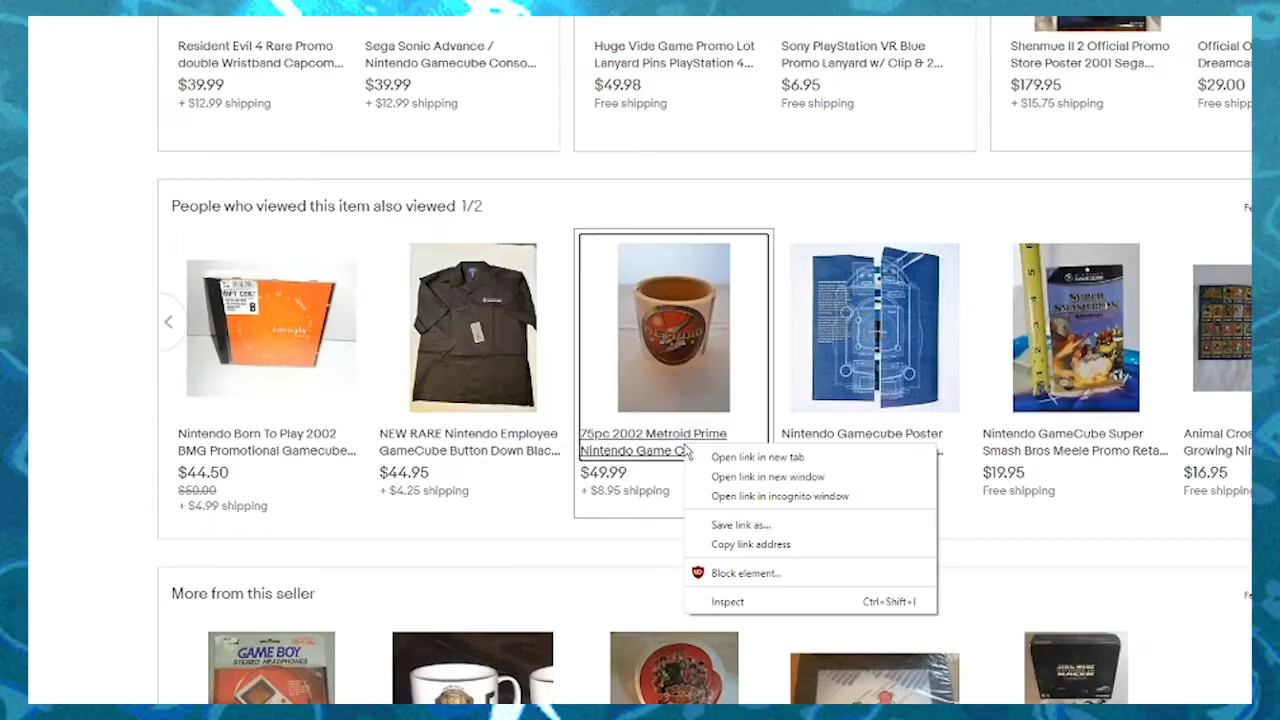 Resident Evil 4 Rare Promo
double Wristband Capcom...
$39.99
+ $12.99 shipping
Sega Sonic Advance /
Nintendo Gamecube Conso...
$39.99
+ $12.99 shipping
Huge Vide Game Promo Lot
Lanyard Pins PlayStation 4...
$49.98
Free shipping
Sony PlayStation VR Blue
Promo Lanyard w/ Clip & 2...
$6.95
Free shipping
Shenmue II 2 Official Promo
Store Poster 2001 Sega...
$179.95
+ $15.75 shipping
Official
Dreamca
$29.00
Free shipp
People who viewed this item also viewed 1/2
Nintendo Born To Play 2002
BMG Promotional Gamecube...
$44.50
$50.00
+ $4.99 shipping
NEW RARE Nintendo Employee
GameCube Button Down Blac...
$44.95
+ $4.25 shipping
75pc 2002 Metroid Prime
Nintendo Game C
$49.99
+ $8.95 shipping
Nintendo Gamecube Poster
Nintendo GameCube Super
Smash Bros Meele Promo Reta...
$19.95
Free shipping
Animal Cros
Growing Nin
$16.95
Free shippin
Open link in new tab
Open link in new window
Open link in incognito window
Save link as...
Copy link address
Block element...
Inspect
Ctrl+Shift+I
More from this seller
GAME BOY
STEREO HEADPHONES
STAR WARS
RACER